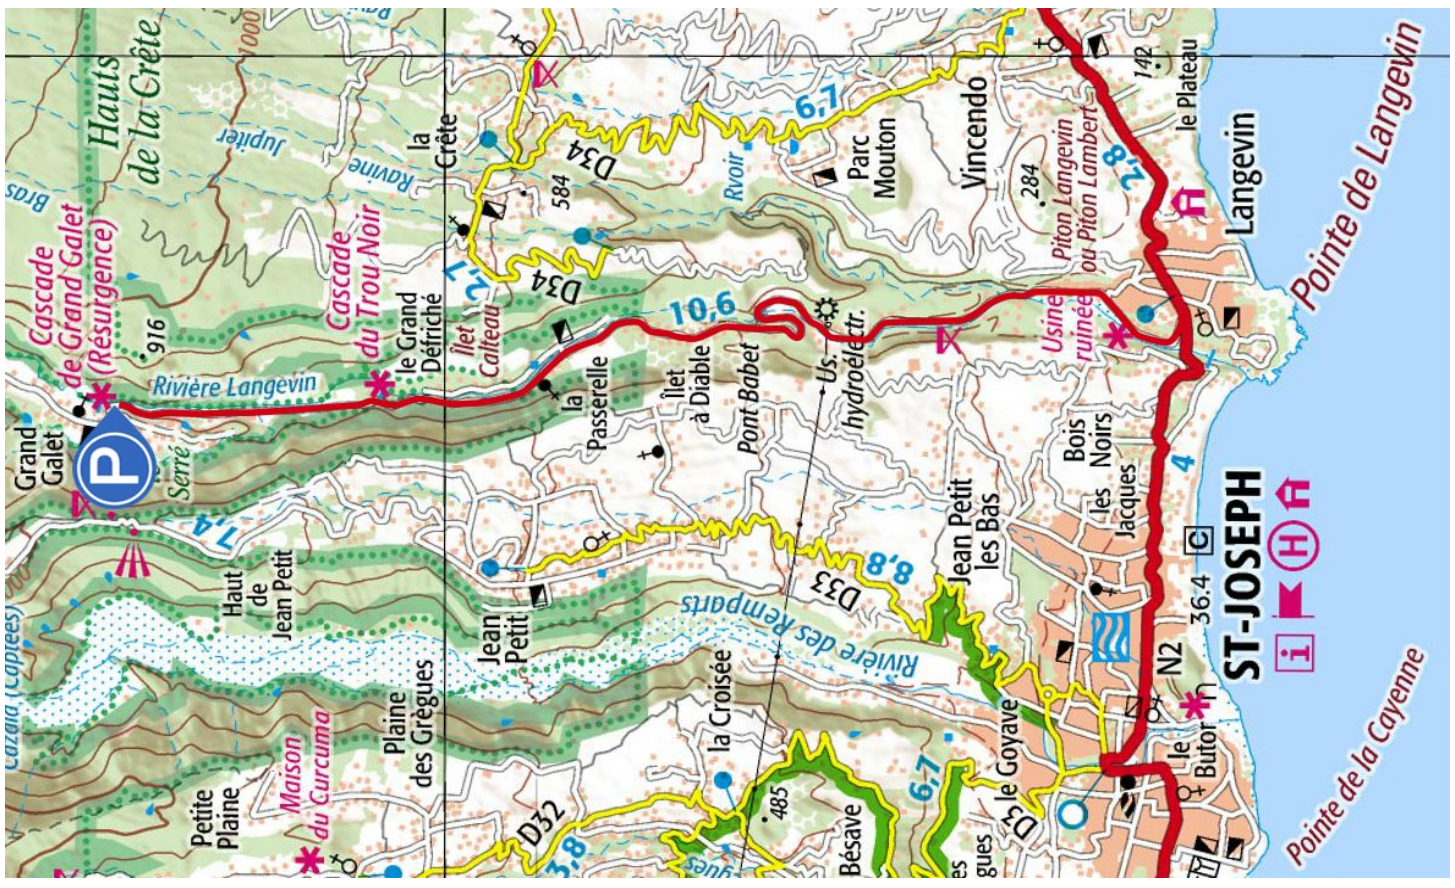 Hauts
de la Crête
1000
Jupiter
Ravine
Bras
Cascade
de Grand Galet
(Résurgence)
916
Rivière Langevin
Grand
Galet
P
Serré
7,4
Haut
de
Jean Petit
Cazala (Captées)
Petite
Plaine
Maison
du Curcuma
Plaine
des Grègues
Cascade
du Trou Noir
le Grand
Défriché
la
Crête
2,7
Îlet
Calteau
D34
584
D34
6,7
Rvoir
Parc
Mouton
Vincendo
142
le Plateau
Langevin
Pointe de Langevin
2,8
Piton Langevin
ou Piton Lambert
284
10,6
la
Passerelle
Îlet
à Diable
Pont Babet
Us.
hydroélectr.
Usine
ruinée
Bois
Noirs
les
Jacques
4
Jean Petit
les Bas
8,8
D33
Rivière des Remparts
Jean
Petit
la Croisée
D32
3,8
485
Bésave
6,7
D3
le Goyave
N2
le
Butor
36.4
C
ST-JOSEPH
i
H
Pointe de la Cayenne
gues